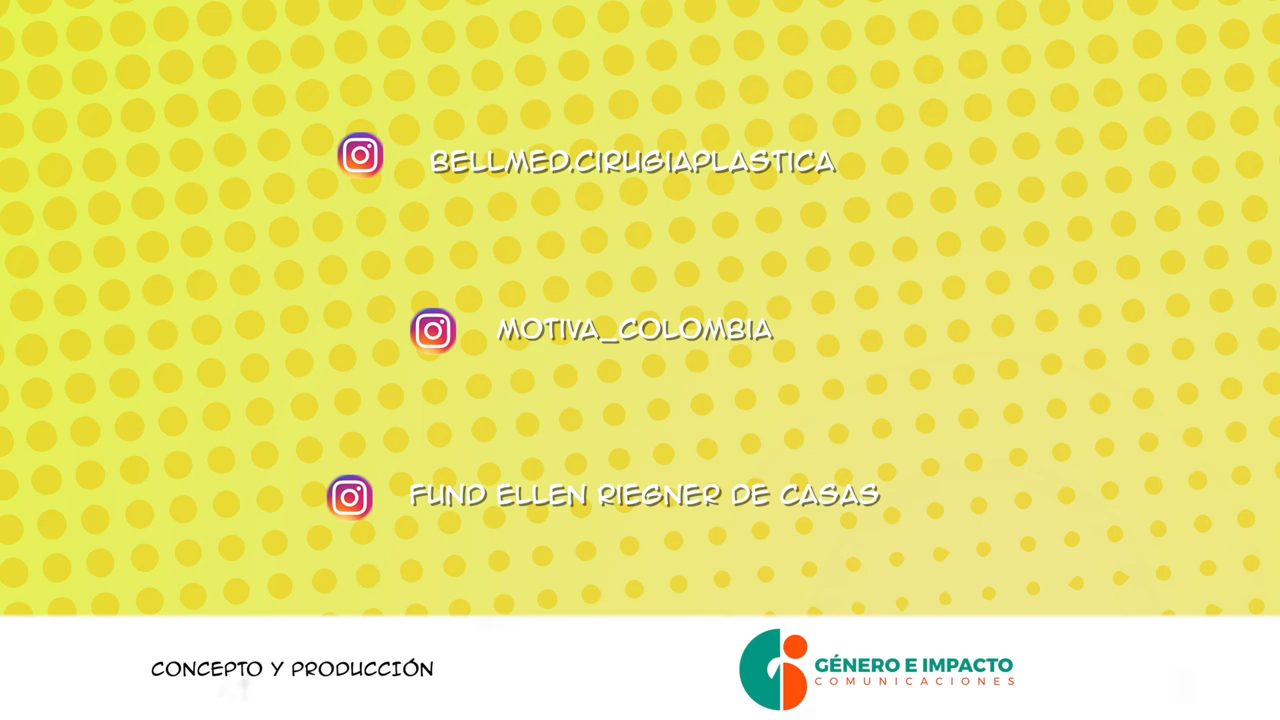 BELLMED.CIRUGIAPLASTICA
MOTIVA_COLOMBIA
FUND ELLEN RIEGNER DE CASAS
CONCEPTO Y PRODUCCIÓN
GÉNERO E IMPACTO
COMUNICACIONES